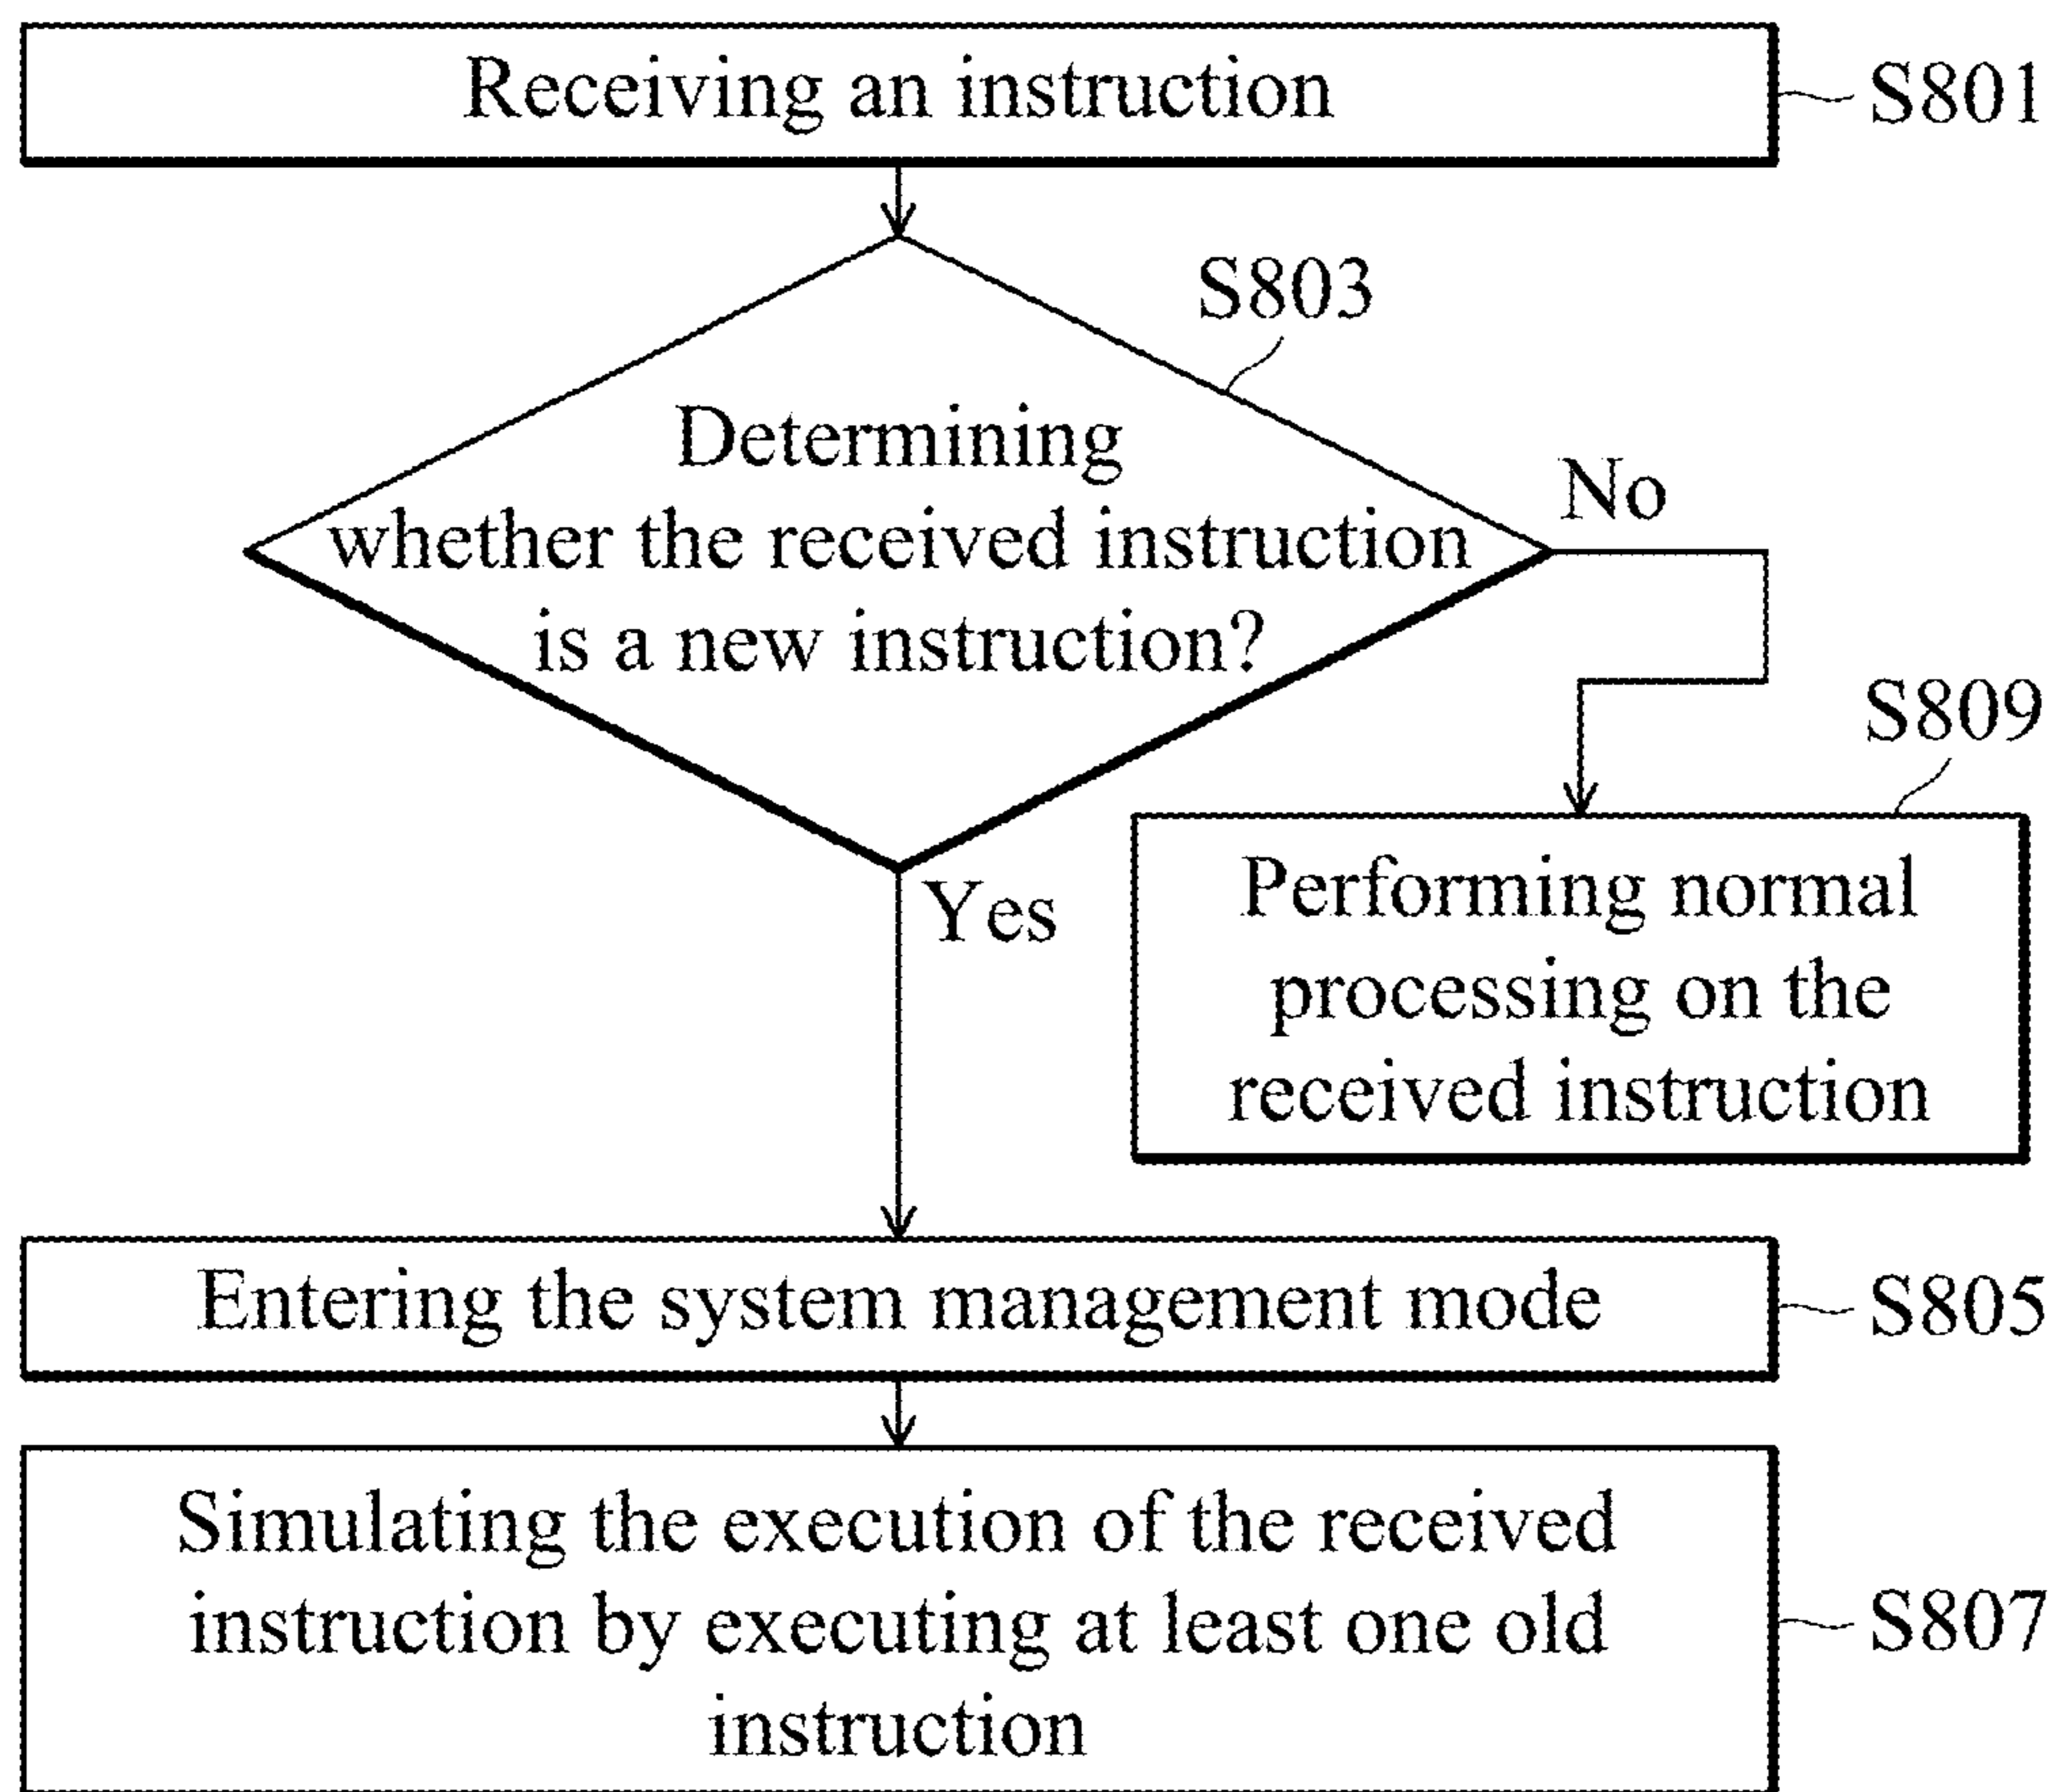 Receiving an instruction
S801
S803
Determining
whether the received instruction
is a new instruction?
No
S809
Performing normal
processing on the
received instruction
Yes
Entering the system management mode
S805
Simulating the execution of the received
instruction by executing at least one old
instruction
S807